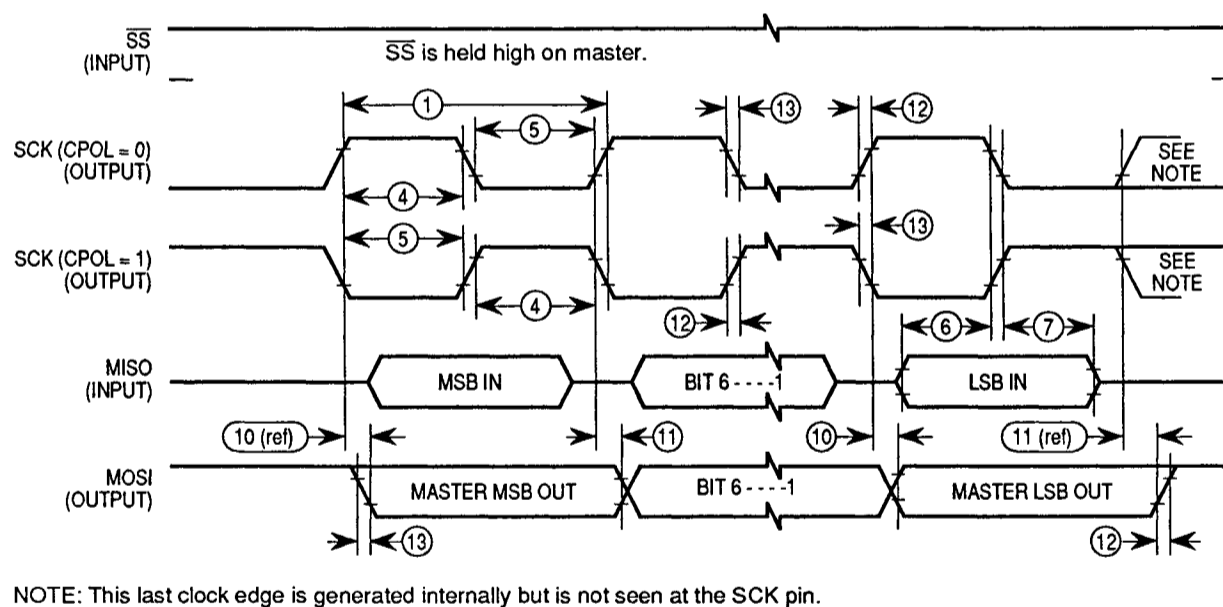 SS
(INPUT)
SS is held high on master.
1
13
12
5
SCK (CPOL = 0)
(OUTPUT)
SEE
NOTE
4
5
13
SCK (CPOL = 1)
(OUTPUT)
SEE
NOTE
4
12
6
7
MISO
(INPUT)
MSB IN
BIT 6 - - - - 1
LSB IN
10 (ref)
11
10
11 (ref)
MOSI
(OUTPUT)
MASTER MSB OUT
BIT 6 - - - - 1
MASTER LSB OUT
13
12
NOTE: This last clock edge is generated internally but is not seen at the SCK pin.